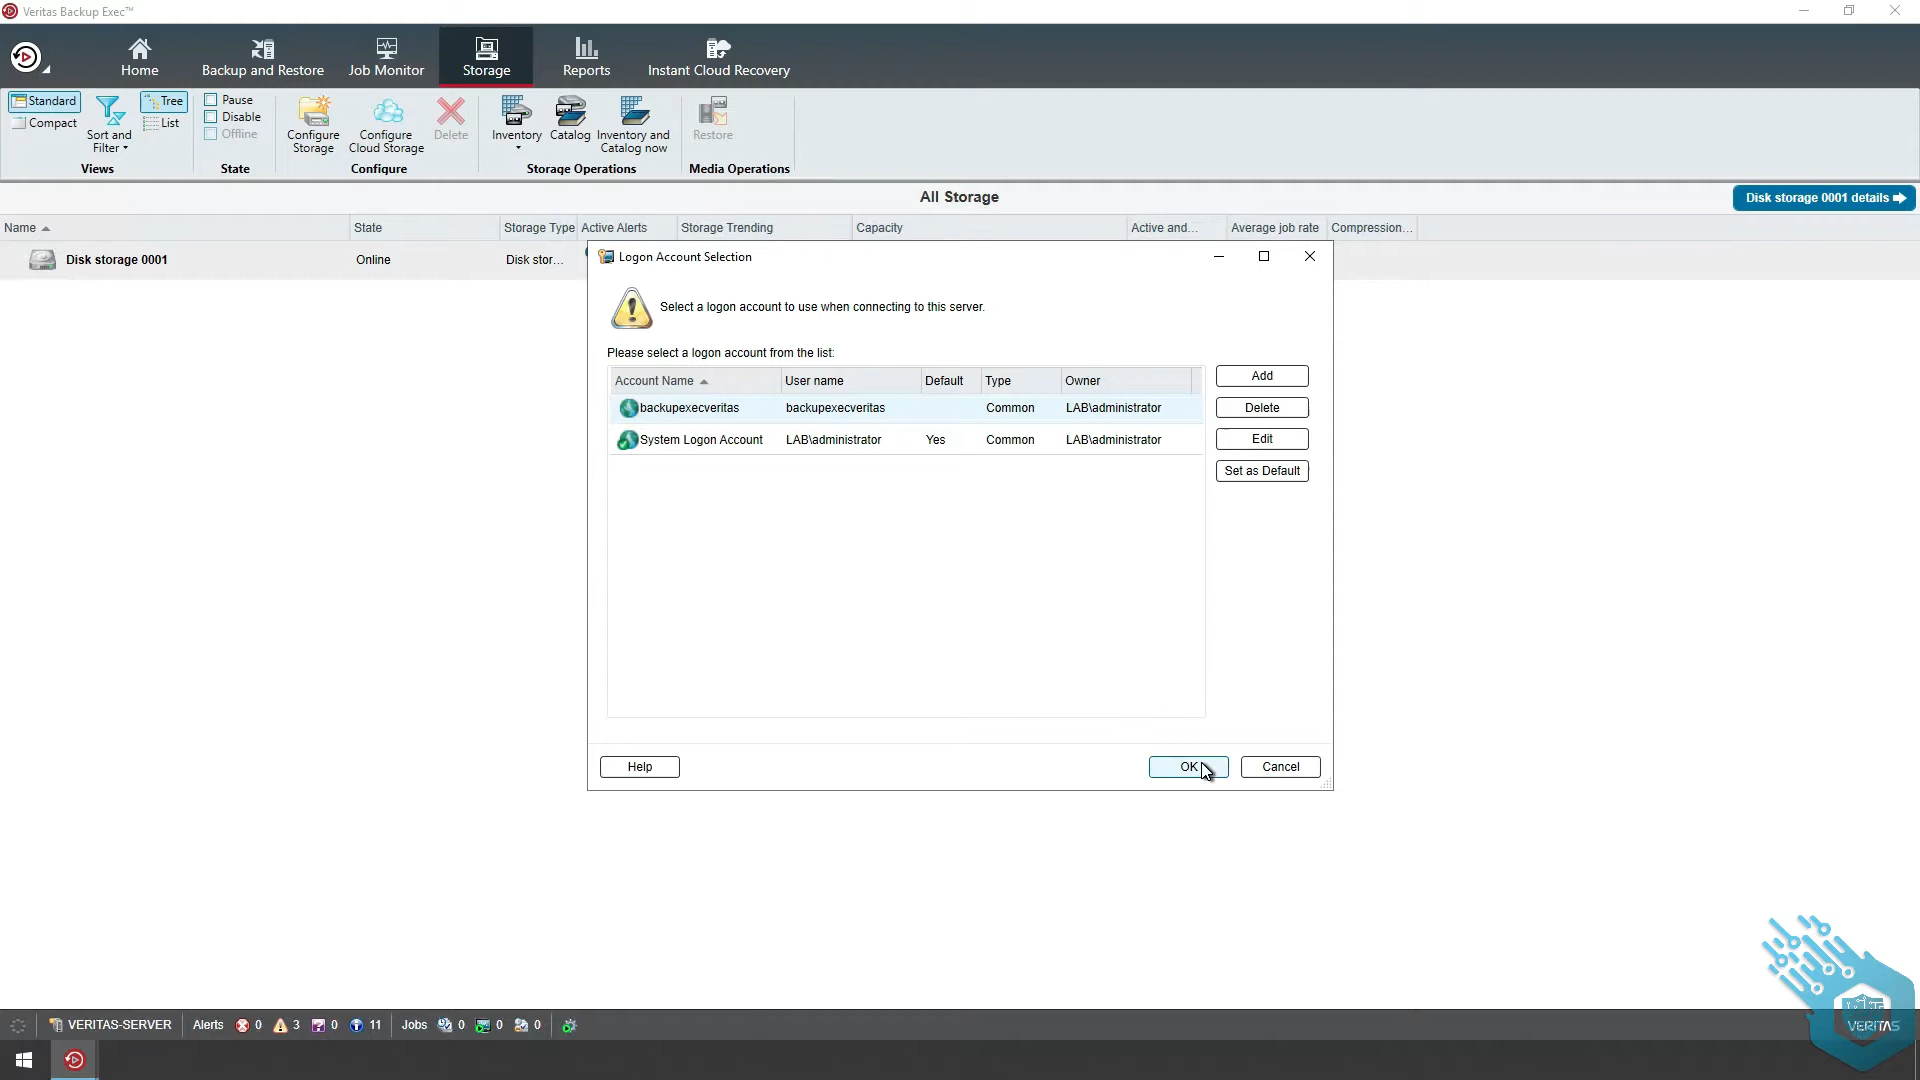 Veritas Backup Exec™
Home
Backup and Restore
Job Monitor
Storage
Reports
Instant Cloud Recovery
Standard
Compact
Sort and
Filter
Tree
List
Views
Pause
Disable
Offline
State
Configure
Storage
Configure
Cloud Storage
Delete
Configure
Inventory
Catalog
Inventory and
Catalog now
Storage Operations
Restore
Media Operations
All Storage
Disk storage 0001 details
Name
State
Storage Type
Active Alerts
Storage Trending
Capacity
Active and...
Average job rate
Compression...
Disk storage 0001
Online
Disk stor...
Logon Account Selection
Select a logon account to use when connecting to this server.
Please select a logon account from the list:
Account Name
User name
Default
Type
Owner
backupexecveritas
backupexecveritas
Common
LAB\administrator
System Logon Account
LAB\administrator
Yes
Common
LAB\administrator
Add
Delete
Edit
Set as Default
Help
OK
Cancel
VERITAS-SERVER
Alerts
0
3
0
11
Jobs
0
0
0
VERITAS